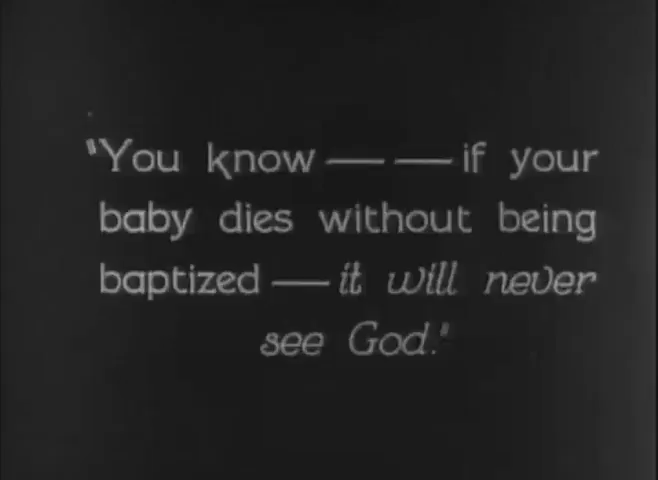 "You know — — if your
baby dies without being
baptized — it will never
see God."